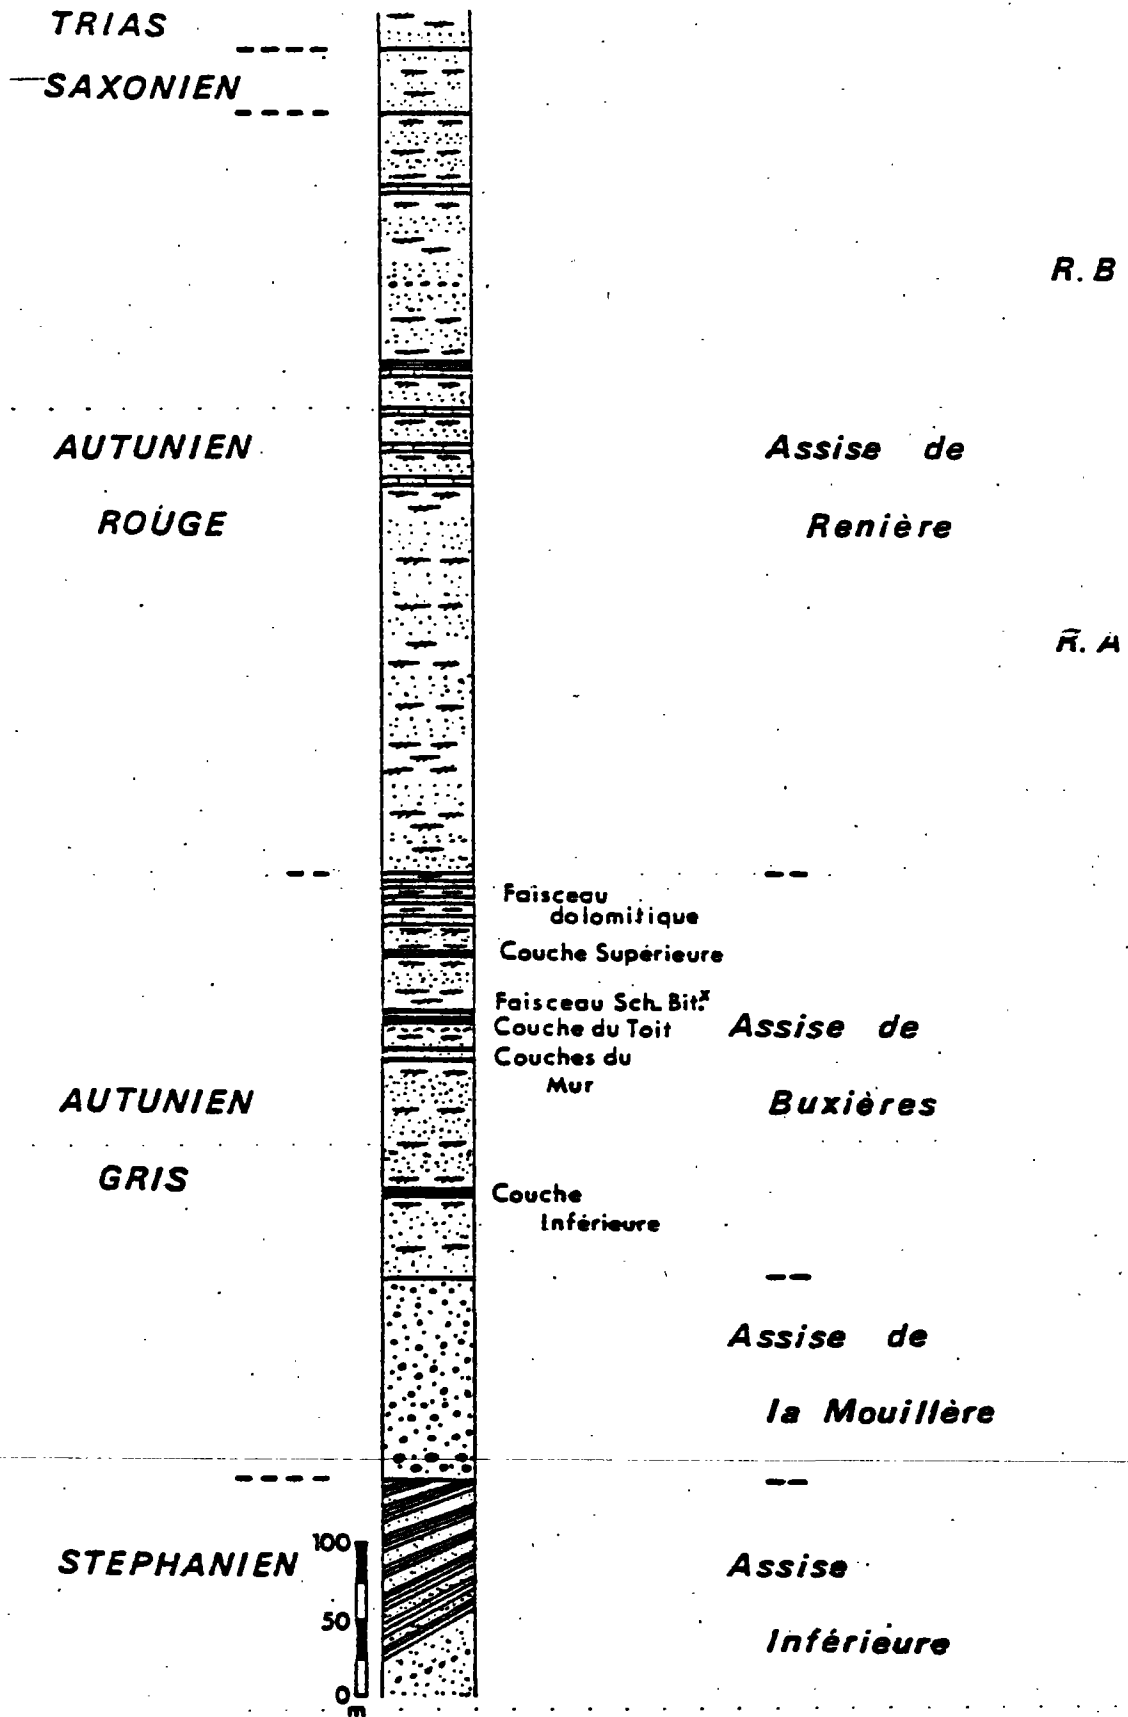 TRIAS
SAXONIEN
R.B
AUTUNIEN
ROUGE
Assise de
Renière
R.A
Faisceau
dolomitique
Couche Supérieure
Faisceau Sch. Bit.x
Couche du Toit
Couches du
Mur
Assise de
Buxières
AUTUNIEN
GRIS
Couche
Inférieure
Assise de
la Mouillère
STEPHANIEN
100
50
0
m
Assise
Inférieure